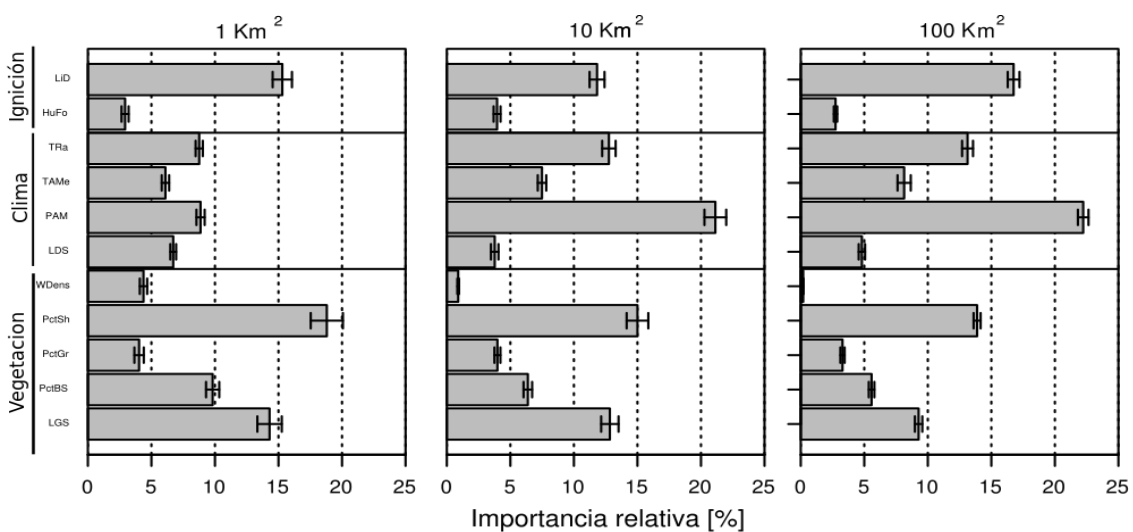 1 Km 2
10 Km 2
100 Km 2
Ignición
LiD
HuFo
Clima
TRa
TAMe
PAM
LDS
Vegetacion
WDens
PctSh
PctGr
PctBS
LGS
0 5 10 15 20 25
0 5 10 15 20 25
0 5 10 15 20 25
Importancia relativa [%]